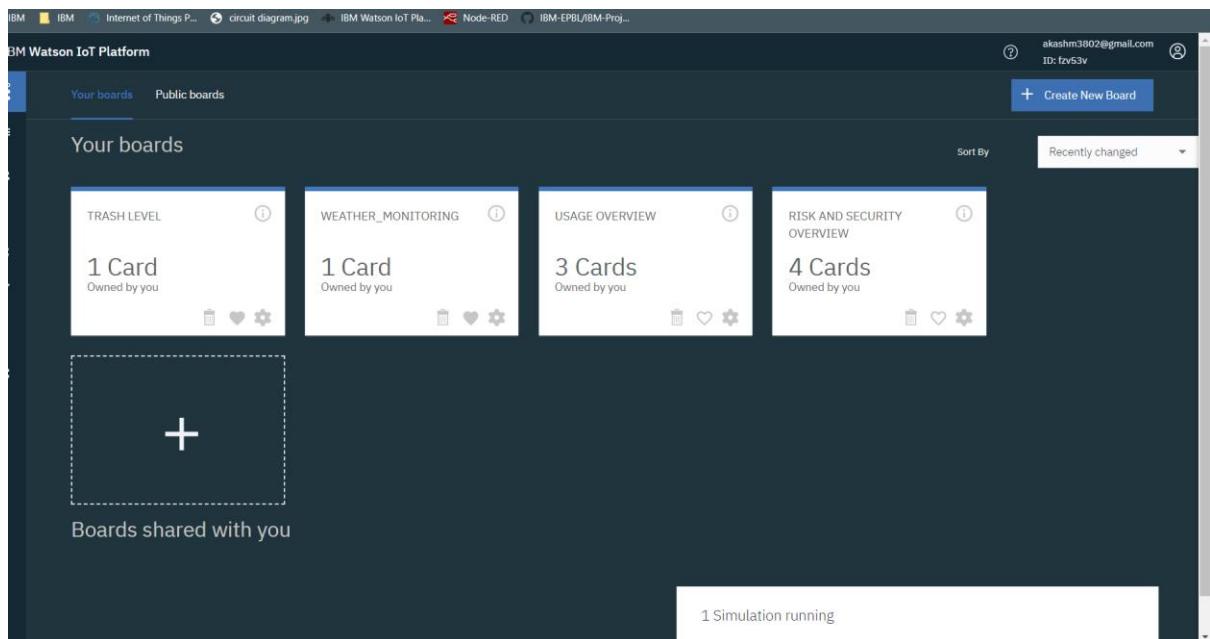 IBM IBM Internet of Things P... circuit diagram.jpg IBM Watson IoT Pla... Node-RED IBM-EPBL/IBM-Proj...
BM Watson IoT Platform
akashm3802@gmail.com
ID: fzv53v
Your boards Public boards
+ Create New Board
Your boards
Sort By Recently changed
TRASH LEVEL
1 Card
Owned by you
WEATHER_MONITORING
1 Card
Owned by you
USAGE OVERVIEW
3 Cards
Owned by you
RISK AND SECURITY
OVERVIEW
4 Cards
Owned by you
Boards shared with you
1 Simulation running